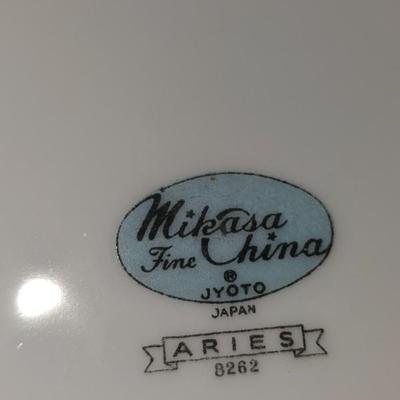 Mikasa
Fine China
®
JYOTO
JAPAN
ARIES
8262